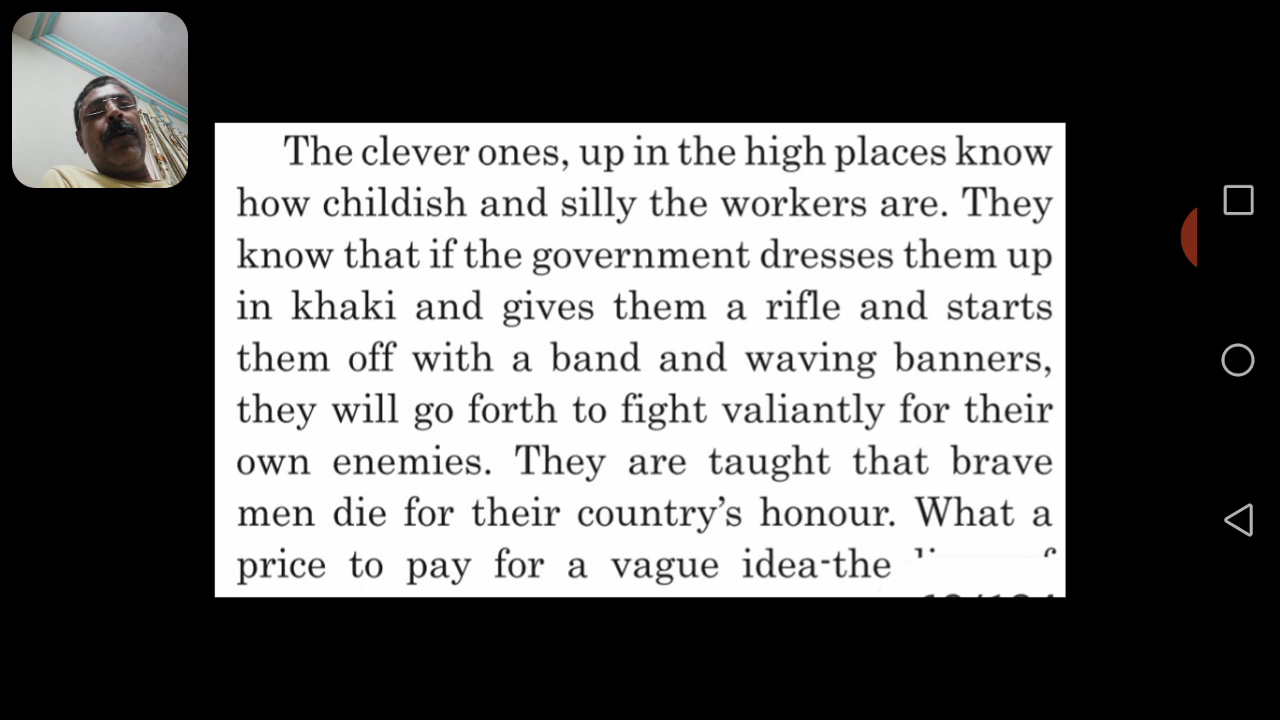 The clever ones, up in the high places know
how childish and silly the workers are. They
know that if the government dresses them up
in khaki and gives them a rifle and starts
them off with a band and waving banners,
they will go forth to fight valiantly for their
own enemies. They are taught that brave
men die for their country’s honour. What a
price to pay for a vague idea-the